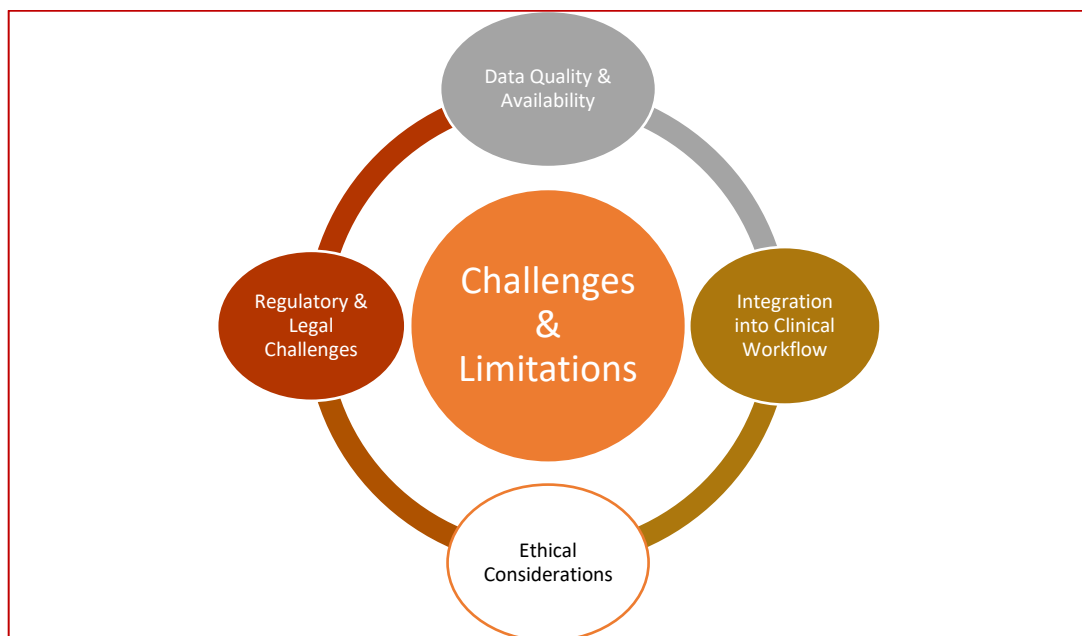 Data Quality &
Availability
Challenges
&
Limitations
Regulatory &
Legal
Challenges
Integration
into Clinical
Workflow
Ethical
Considerations